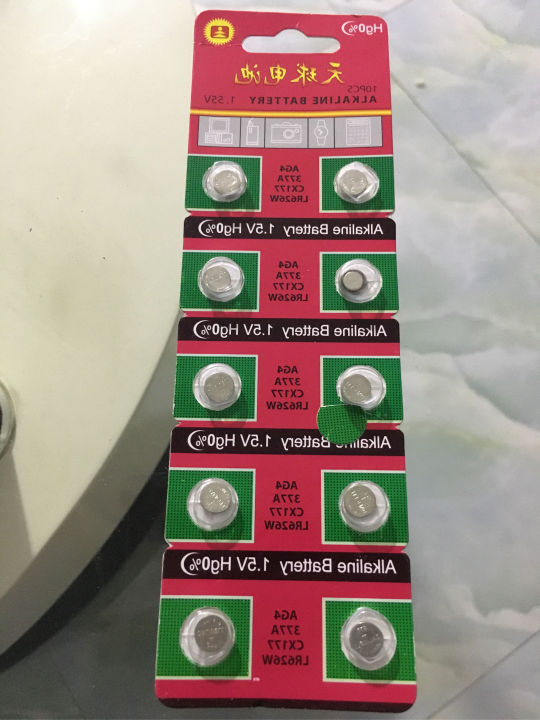 Hg0%
天球电池
10PCS
ALKALINE BATTERY 1.55V
AG4
377A
CX177
LR626W
Alkaline Battery 1.5V Hg0%
AG4
377A
CX177
LR626W
Alkaline Battery 1.5V Hg0%
AG4
377A
CX177
LR626W
Alkaline Battery 1.5V Hg0%
AG4
377A
CX177
LR626W
Alkaline Battery 1.5V Hg0%
AG4
377A
CX177
LR626W